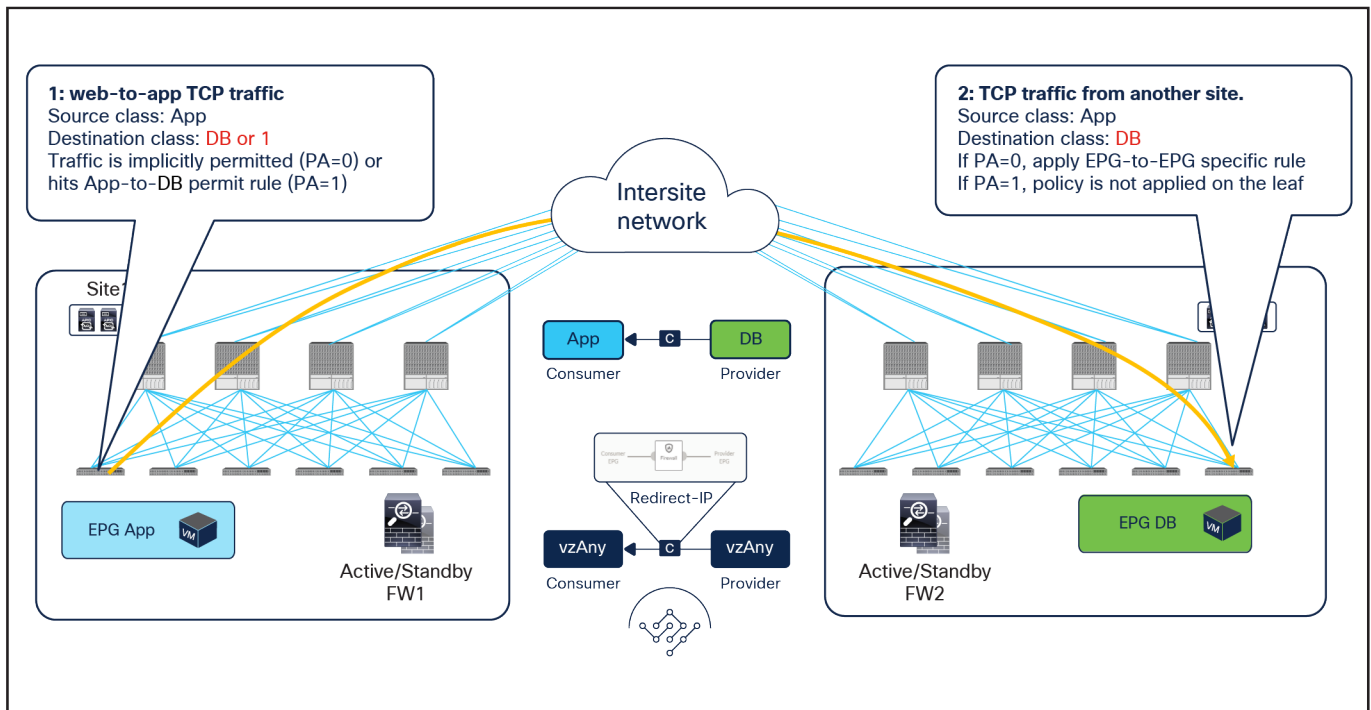 1: web-to-app TCP traffic
Source class: App
Destination class: DB or 1
Traffic is implicitly permitted (PA=0) or
hits App-to-DB permit rule (PA=1)
2: TCP traffic from another site.
Source class: App
Destination class: DB
If PA=0, apply EPG-to-EPG specific rule
If PA=1, policy is not applied on the leaf
Intersite
network
Site1
App
C
DB
Consumer
Provider
Consumer
EPG
Firewall
Provider
EPG
Redirect-IP
EPG App
VM
Active/Standby
FW1
vzAny
C
vzAny
Consumer
Provider
Active/Standby
FW2
EPG DB
VM